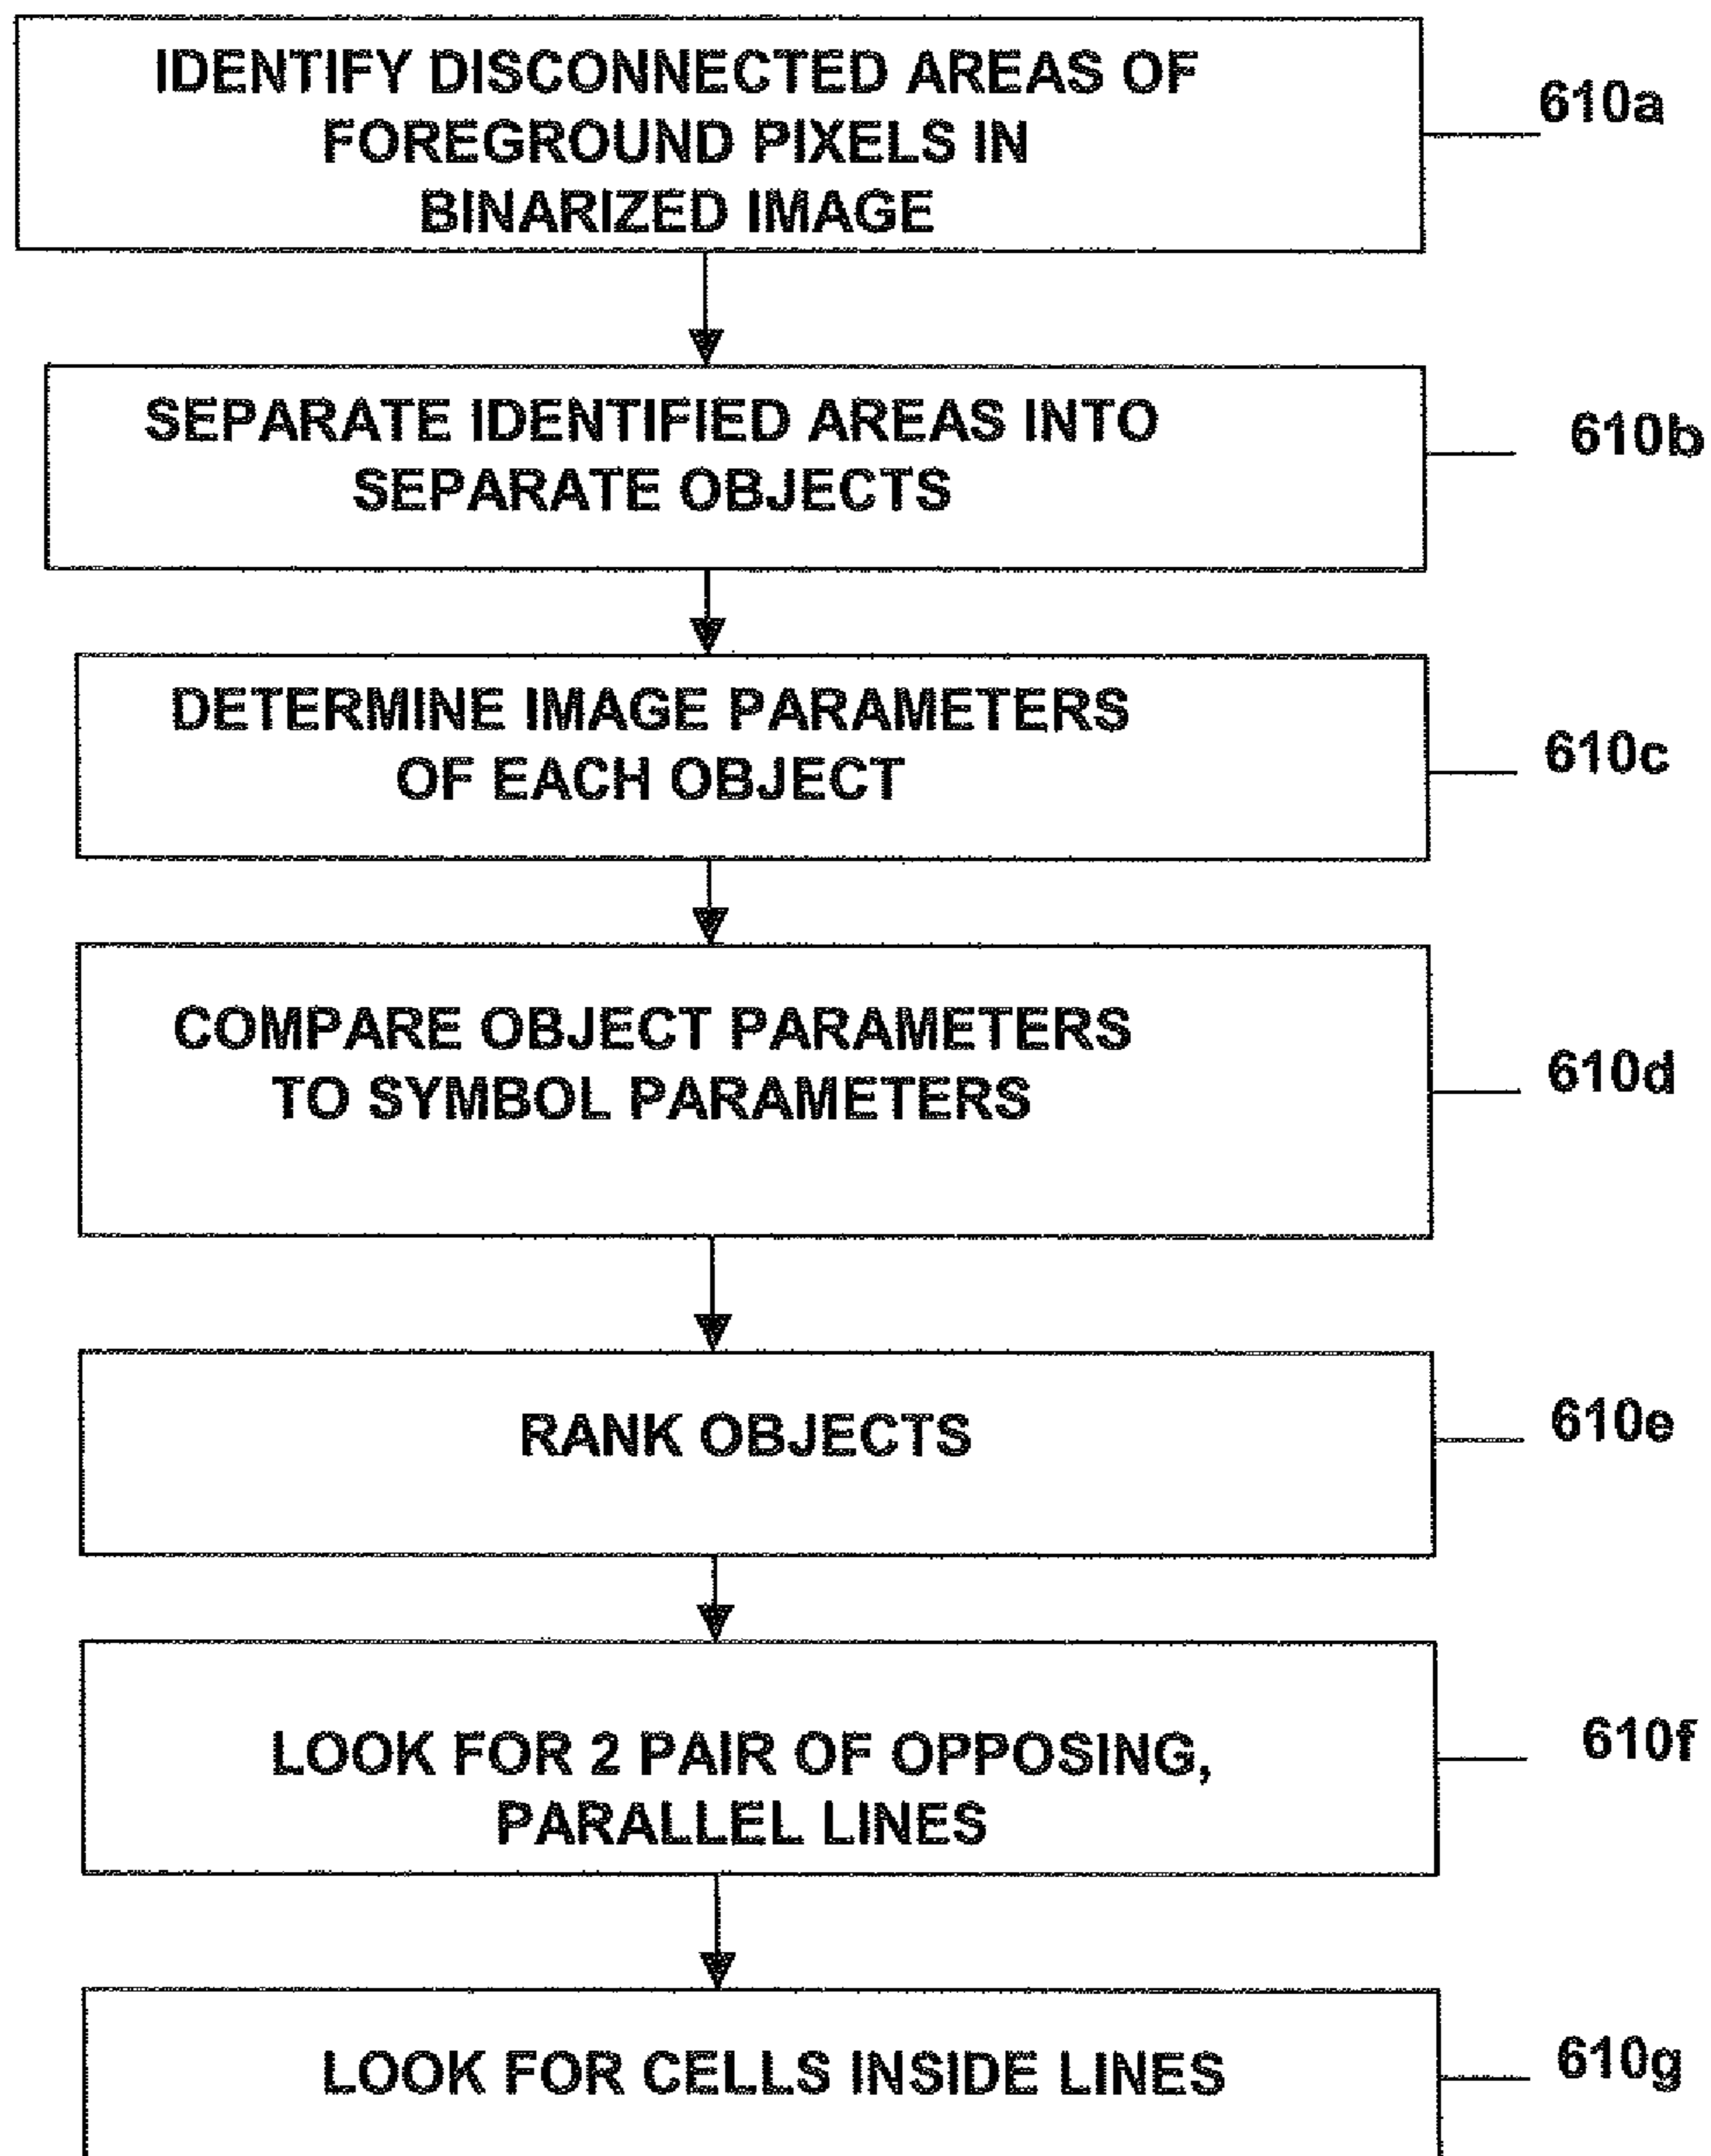 IDENTIFY DISCONNECTED AREAS OF
FOREGROUND PIXELS IN
BINARIZED IMAGE
610a
SEPARATE IDENTIFIED AREAS INTO
SEPARATE OBJECTS
610b
DETERMINE IMAGE PARAMETERS
OF EACH OBJECT
610c
COMPARE OBJECT PARAMETERS
TO SYMBOL PARAMETERS
610d
RANK OBJECTS
610e
LOOK FOR 2 PAIR OF OPPOSING,
PARALLEL LINES
610f
LOOK FOR CELLS INSIDE LINES
610g